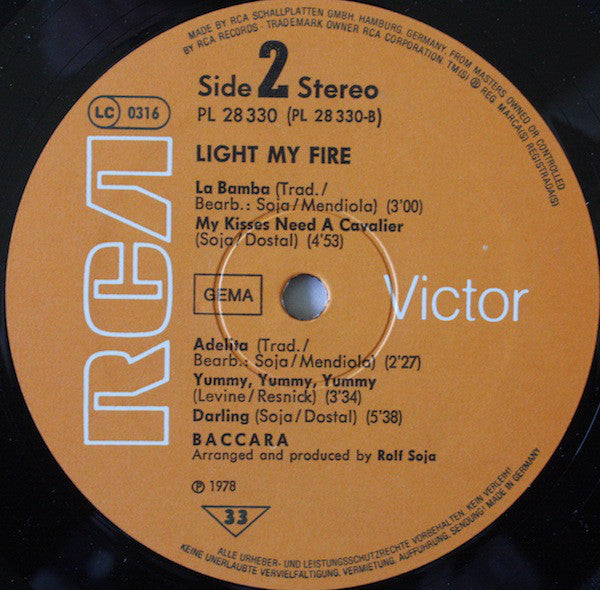 MADE BY RCA SCHALLPLATTEN GMBH, HAMBURG, GERMANY, FROM MASTERS OWNED OR CONTROLLED
BY RCA RECORDS · TRADEMARK OWNER RCA CORPORATION. TM(S) ® REG. MARCA(S) REGISTRADA(S)
Side 2 Stereo
LC 0316
PL 28 330 (PL 28 330-B)
LIGHT MY FIRE
La Bamba (Trad./
Bearb.: Soja/Mendiola) (3'00)
My Kisses Need A Cavalier
(Soja/Dostal) (4'53)
RCA
GEMA
Victor
Adelita (Trad./
Bearb.: Soja/Mendiola) (2'27)
Yummy, Yummy, Yummy
(Levine/Resnick) (3'34)
Darling (Soja/Dostal) (5'38)
BACCARA
Arranged and produced by Rolf Soja
℗ 1978
33
ALLE URHEBER- UND LEISTUNGSSCHUTZRECHTE VORBEHALTEN. KEIN VERLEIH!
KEINE UNERLAUBTE VERVIELFÄLTIGUNG, VERMIETUNG, AUFFÜHRUNG, SENDUNG! MADE IN GERMANY